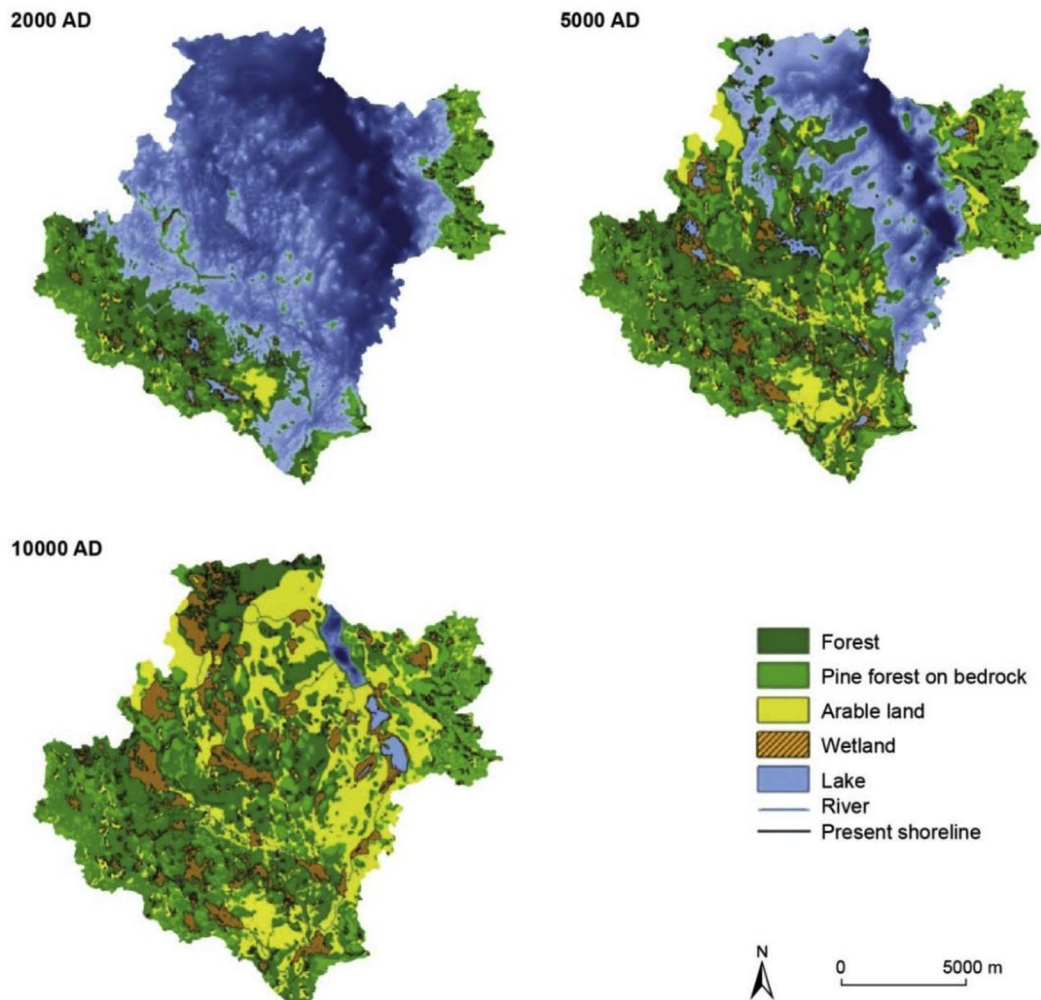 2000 AD
5000 AD
10000 AD
Forest
Pine forest on bedrock
Arable land
Wetland
Lake
River
Present shoreline
N
0 5000 m